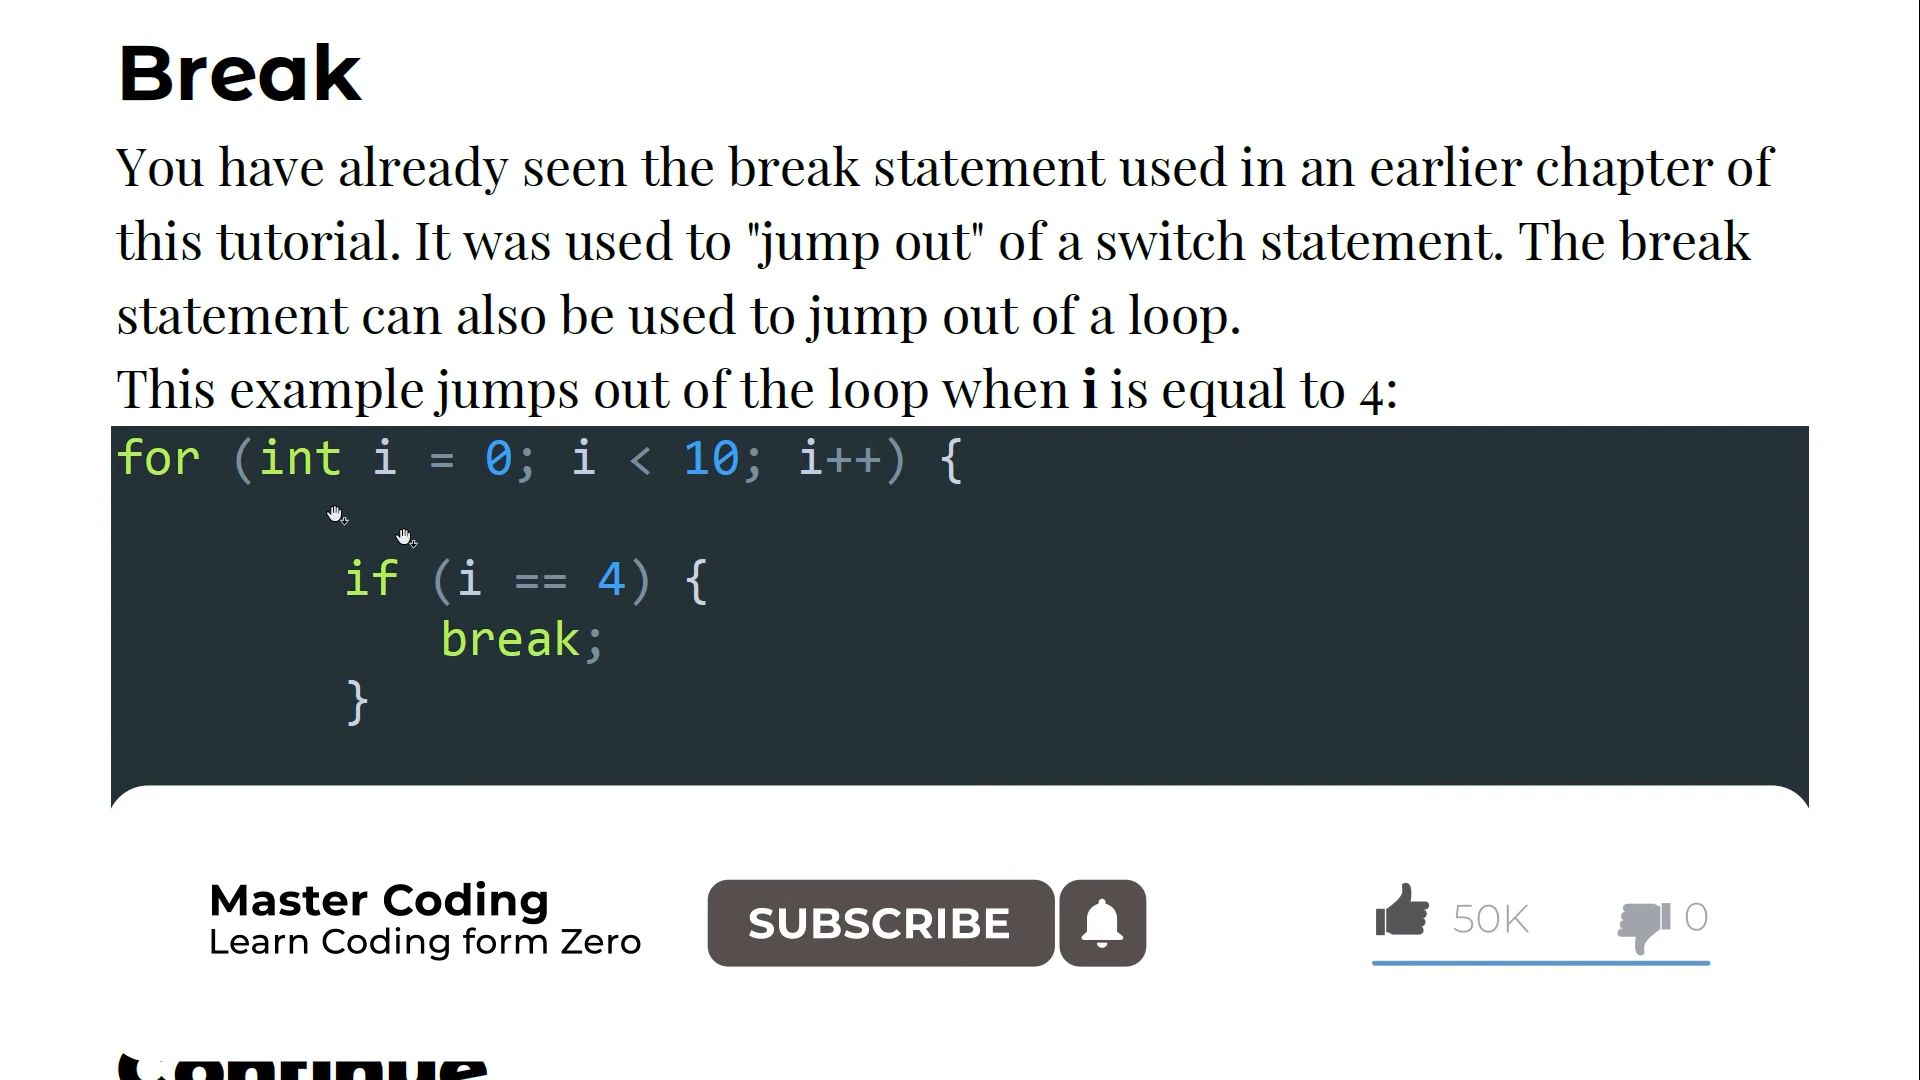 Break
You have already seen the break statement used in an earlier chapter of
this tutorial. It was used to "jump out" of a switch statement. The break
statement can also be used to jump out of a loop.
This example jumps out of the loop when i is equal to 4:
for (int i = 0; i < 10; i++) {
if (i == 4) {
break;
}
Master Coding
Learn Coding form Zero
SUBSCRIBE
50K
0
Continue